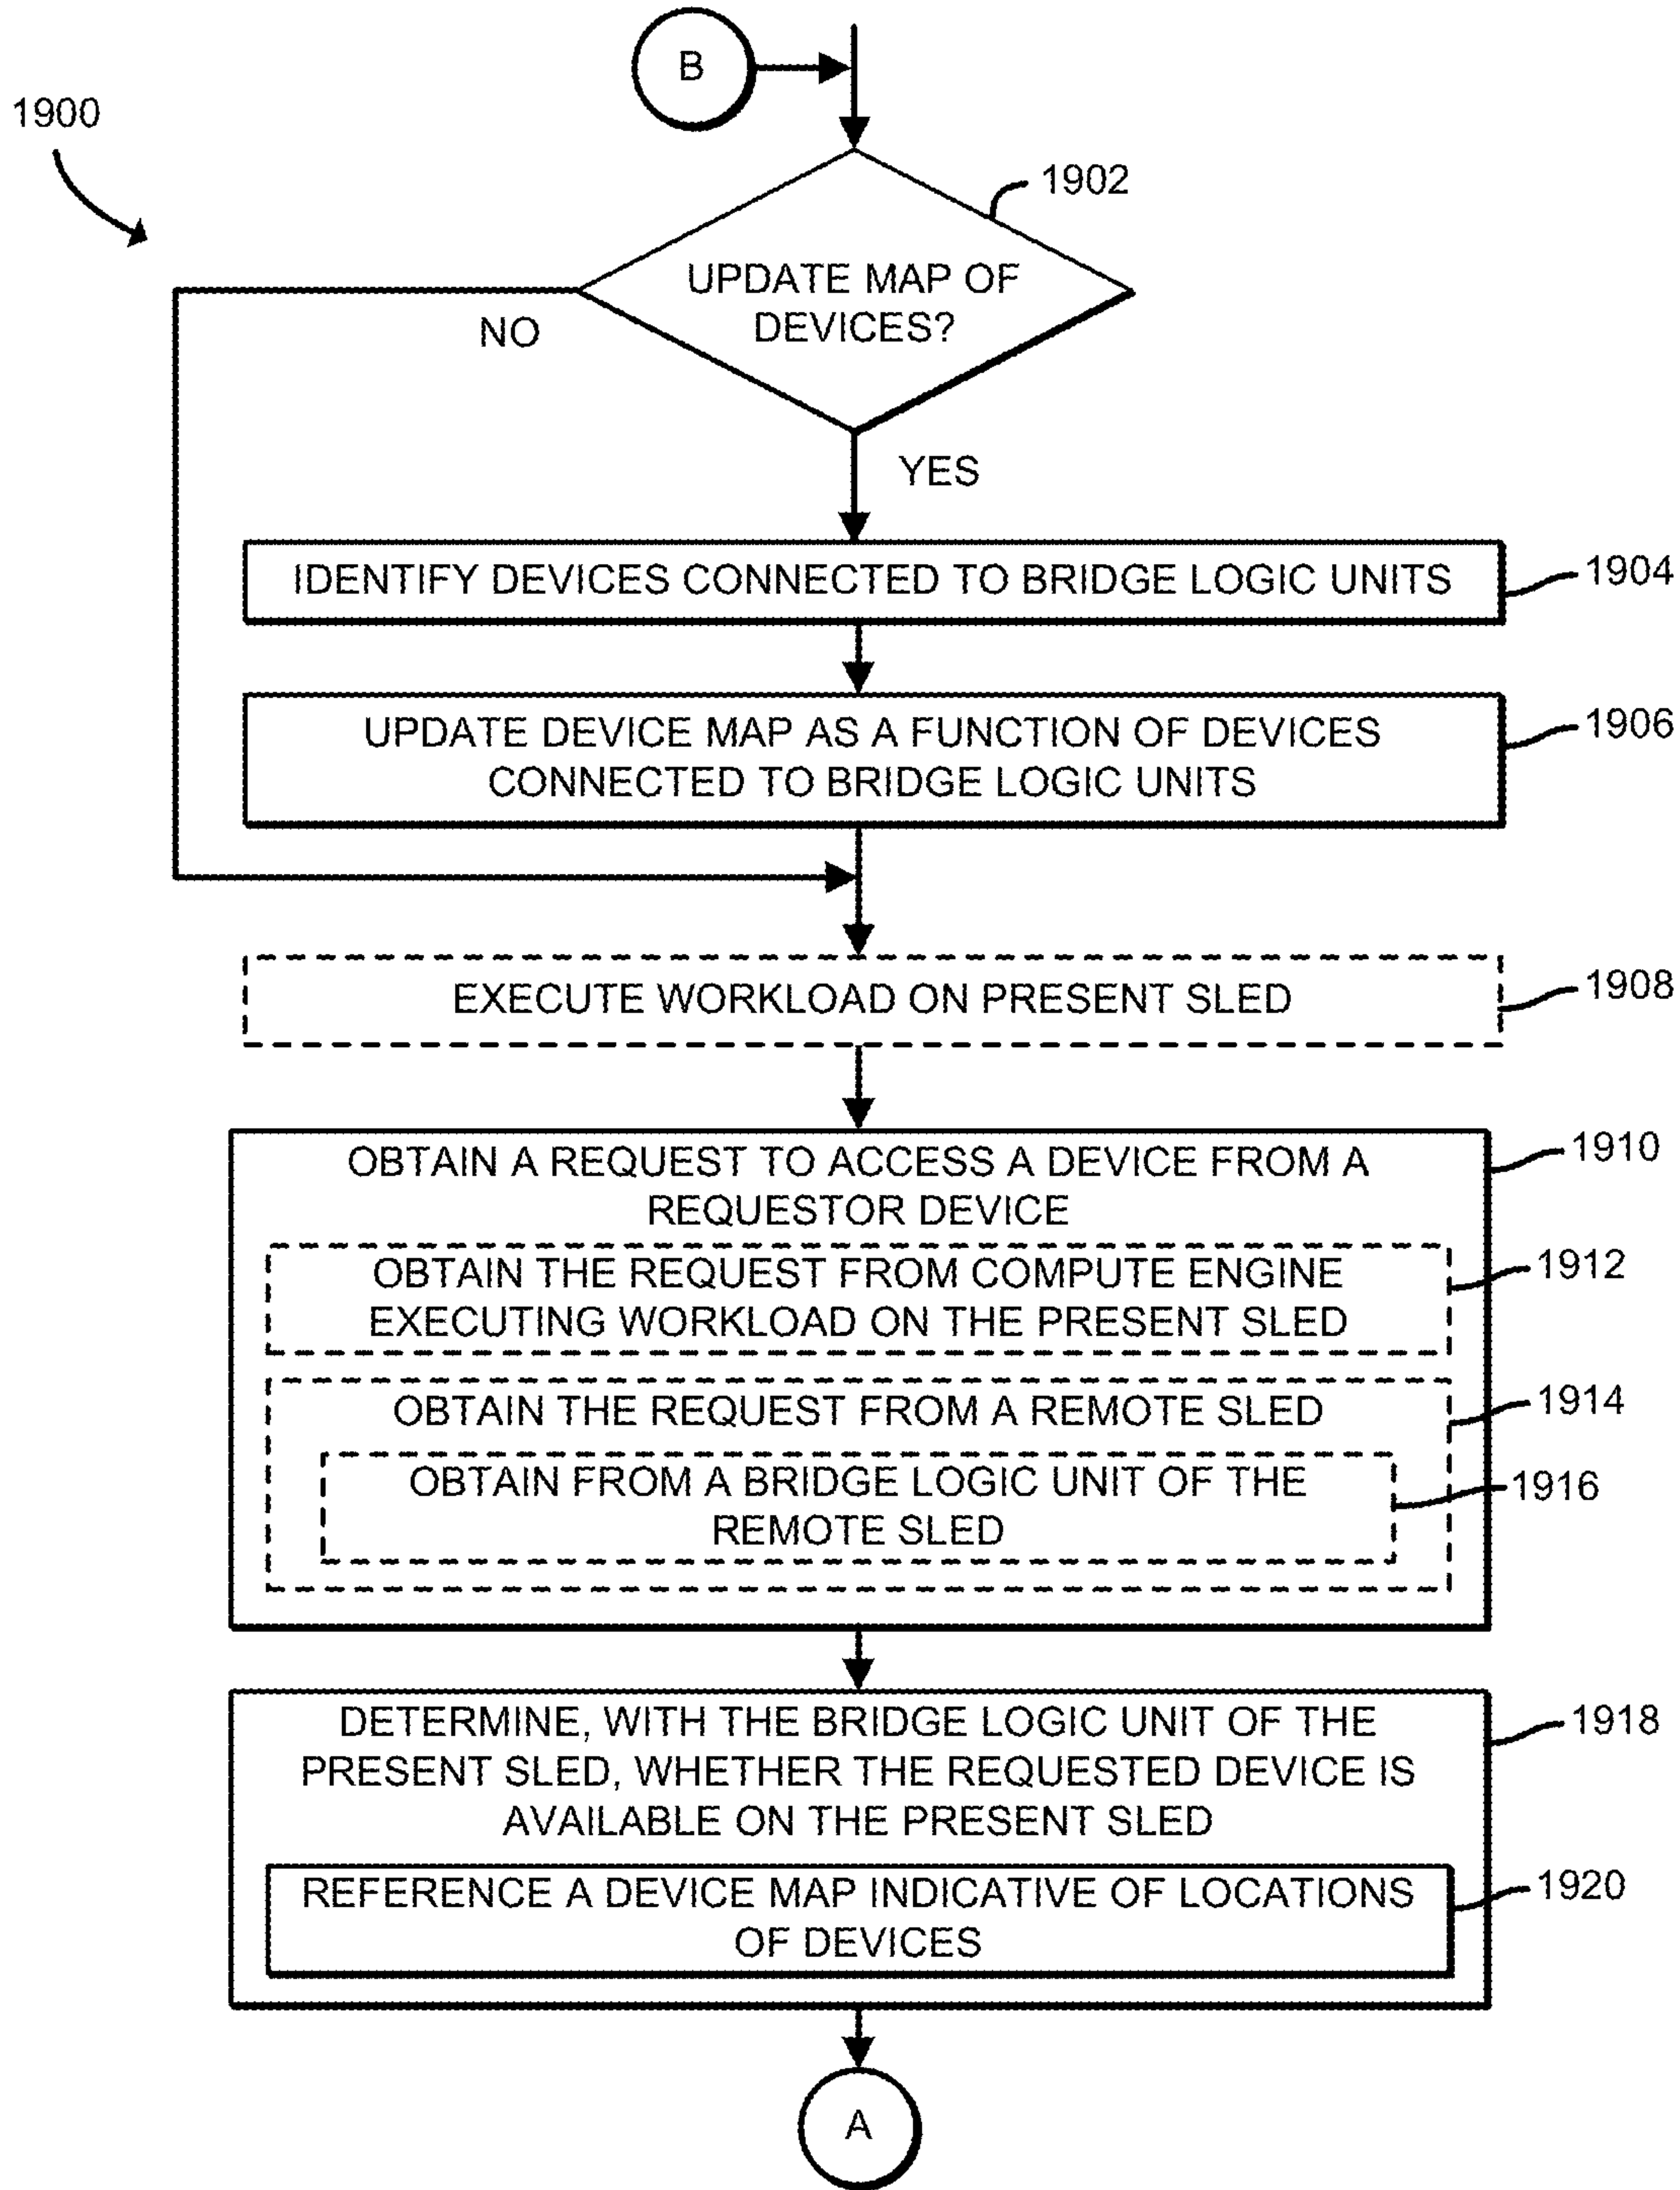 B
1900
1902
UPDATE MAP OF
DEVICES?
NO
YES
IDENTIFY DEVICES CONNECTED TO BRIDGE LOGIC UNITS
1904
UPDATE DEVICE MAP AS A FUNCTION OF DEVICES
CONNECTED TO BRIDGE LOGIC UNITS
1906
EXECUTE WORKLOAD ON PRESENT SLED
1908
OBTAIN A REQUEST TO ACCESS A DEVICE FROM A
REQUESTOR DEVICE
1910
OBTAIN THE REQUEST FROM COMPUTE ENGINE
EXECUTING WORKLOAD ON THE PRESENT SLED
1912
OBTAIN THE REQUEST FROM A REMOTE SLED
1914
OBTAIN FROM A BRIDGE LOGIC UNIT OF THE
REMOTE SLED
1916
DETERMINE, WITH THE BRIDGE LOGIC UNIT OF THE
PRESENT SLED, WHETHER THE REQUESTED DEVICE IS
AVAILABLE ON THE PRESENT SLED
1918
REFERENCE A DEVICE MAP INDICATIVE OF LOCATIONS
OF DEVICES
1920
A